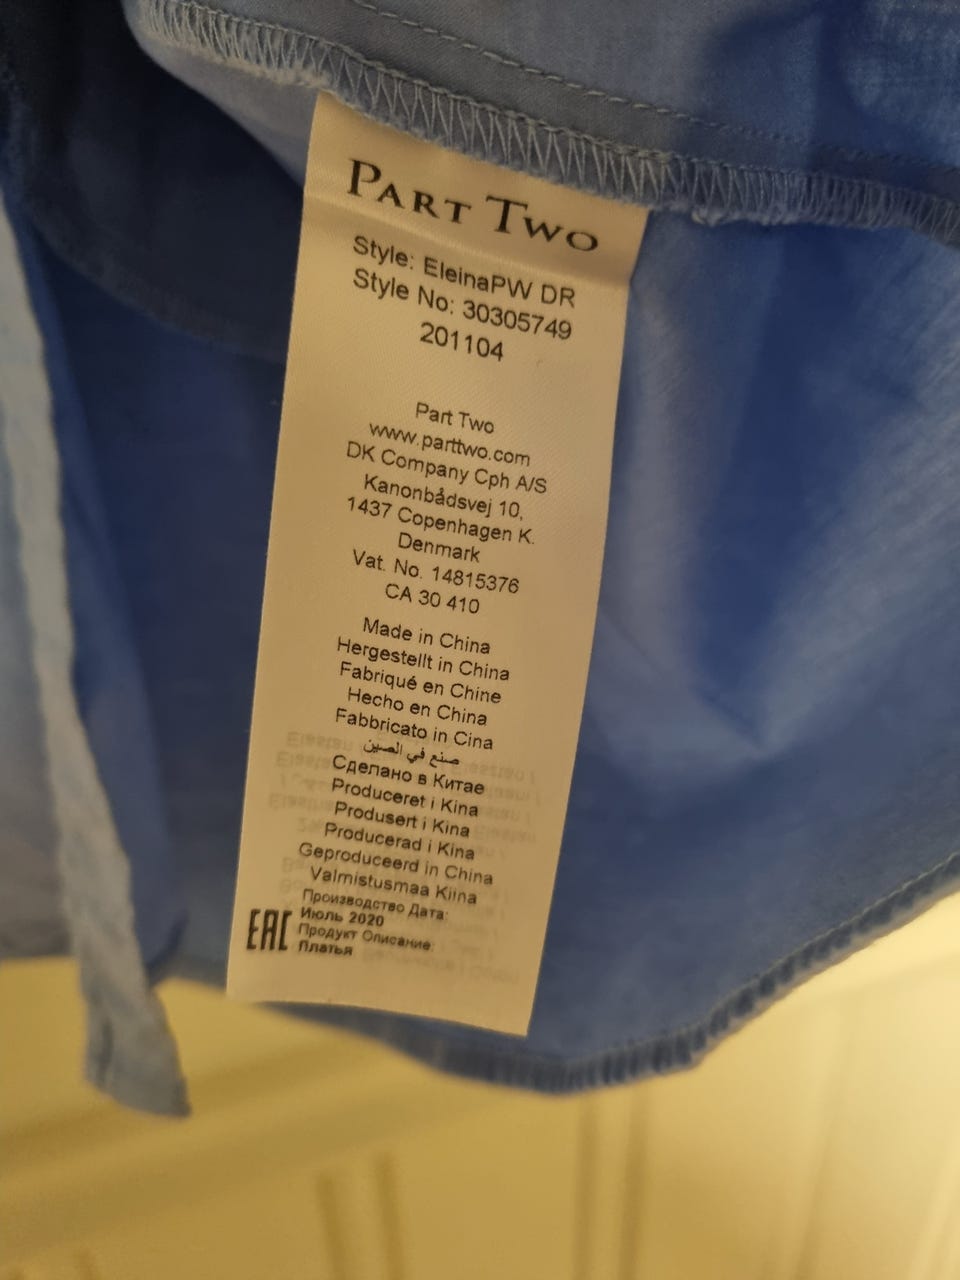 PART TWO
Style: EleinaPW DR
Style No: 30305749
201104
Part Two
www.parttwo.com
DK Company Cph A/S
Kanonbådsvej 10,
1437 Copenhagen K.
Denmark
Vat. No. 14815376
CA 30 410
Made in China
Hergestellt in China
Fabriqué en Chine
Hecho en China
Fabbricato in Cina
صنع في الصين
Сделано в Китае
Produceret i Kina
Produsert i Kina
Producerad i Kina
Geproduceerd in China
Valmistusmaa Kiina
Производство Дата:
Июль 2020
Продукт Описание:
Платья
EAC